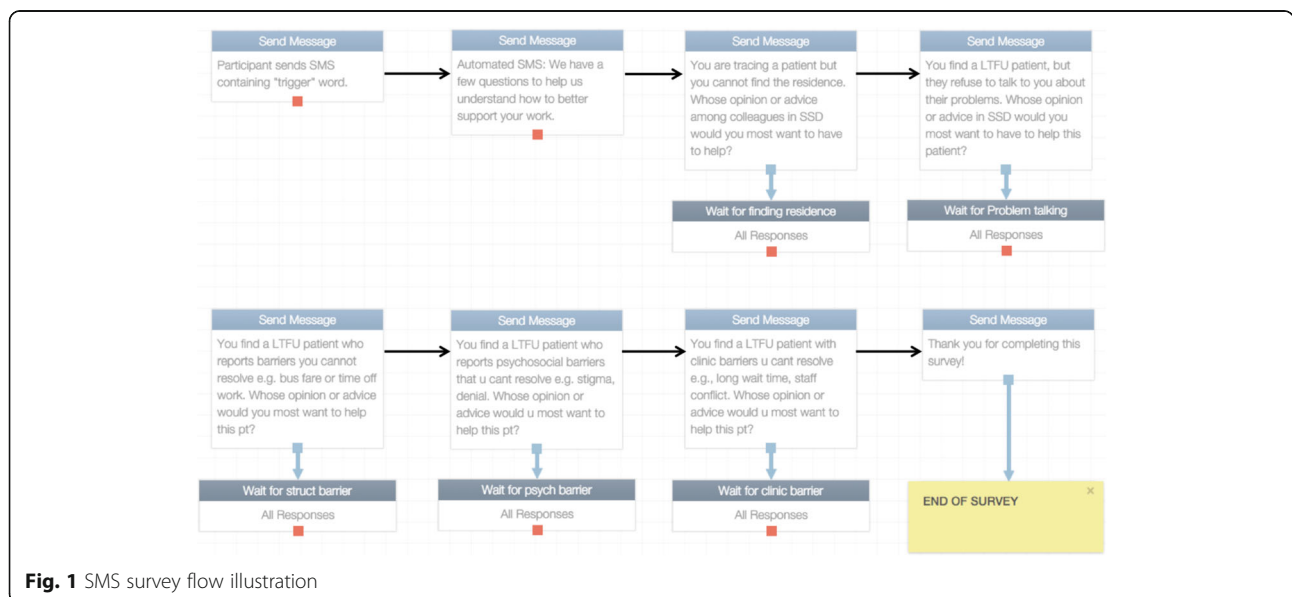 Send Message
Participant sends SMS
containing "trigger" word.
Send Message
Automated SMS: We have a
few questions to help us
understand how to better
support your work.
Send Message
You are tracing a patient but
you cannot find the residence.
Whose opinion or advice
among colleagues in SSD
would you most want to have
to help?
Wait for finding residence
All Responses
Send Message
You find a LTFU patient, but
they refuse to talk to you about
their problems. Whose opinion
or advice in SSD would you
most want to have to help this
patient?
Wait for Problem talking
All Responses
Send Message
You find a LTFU patient who
reports barriers you cannot
resolve e.g. bus fare or time off
work. Whose opinion or advice
would you most want to help
this pt?
Wait for struct barrier
All Responses
Send Message
You find a LTFU patient who
reports psychosocial barriers
that u cant resolve e.g. stigma,
denial. Whose opinion or
advice would u most want to
help this pt?
Wait for psych barrier
All Responses
Send Message
You find a LTFU patient with
clinic barriers u cant resolve
e.g., long wait time, staff
conflict. Whose opinion or
advice would u most want to
help this pt?
Wait for clinic barrier
All Responses
Send Message
Thank you for completing this
survey!
END OF SURVEY
×
Fig. 1 SMS survey flow illustration